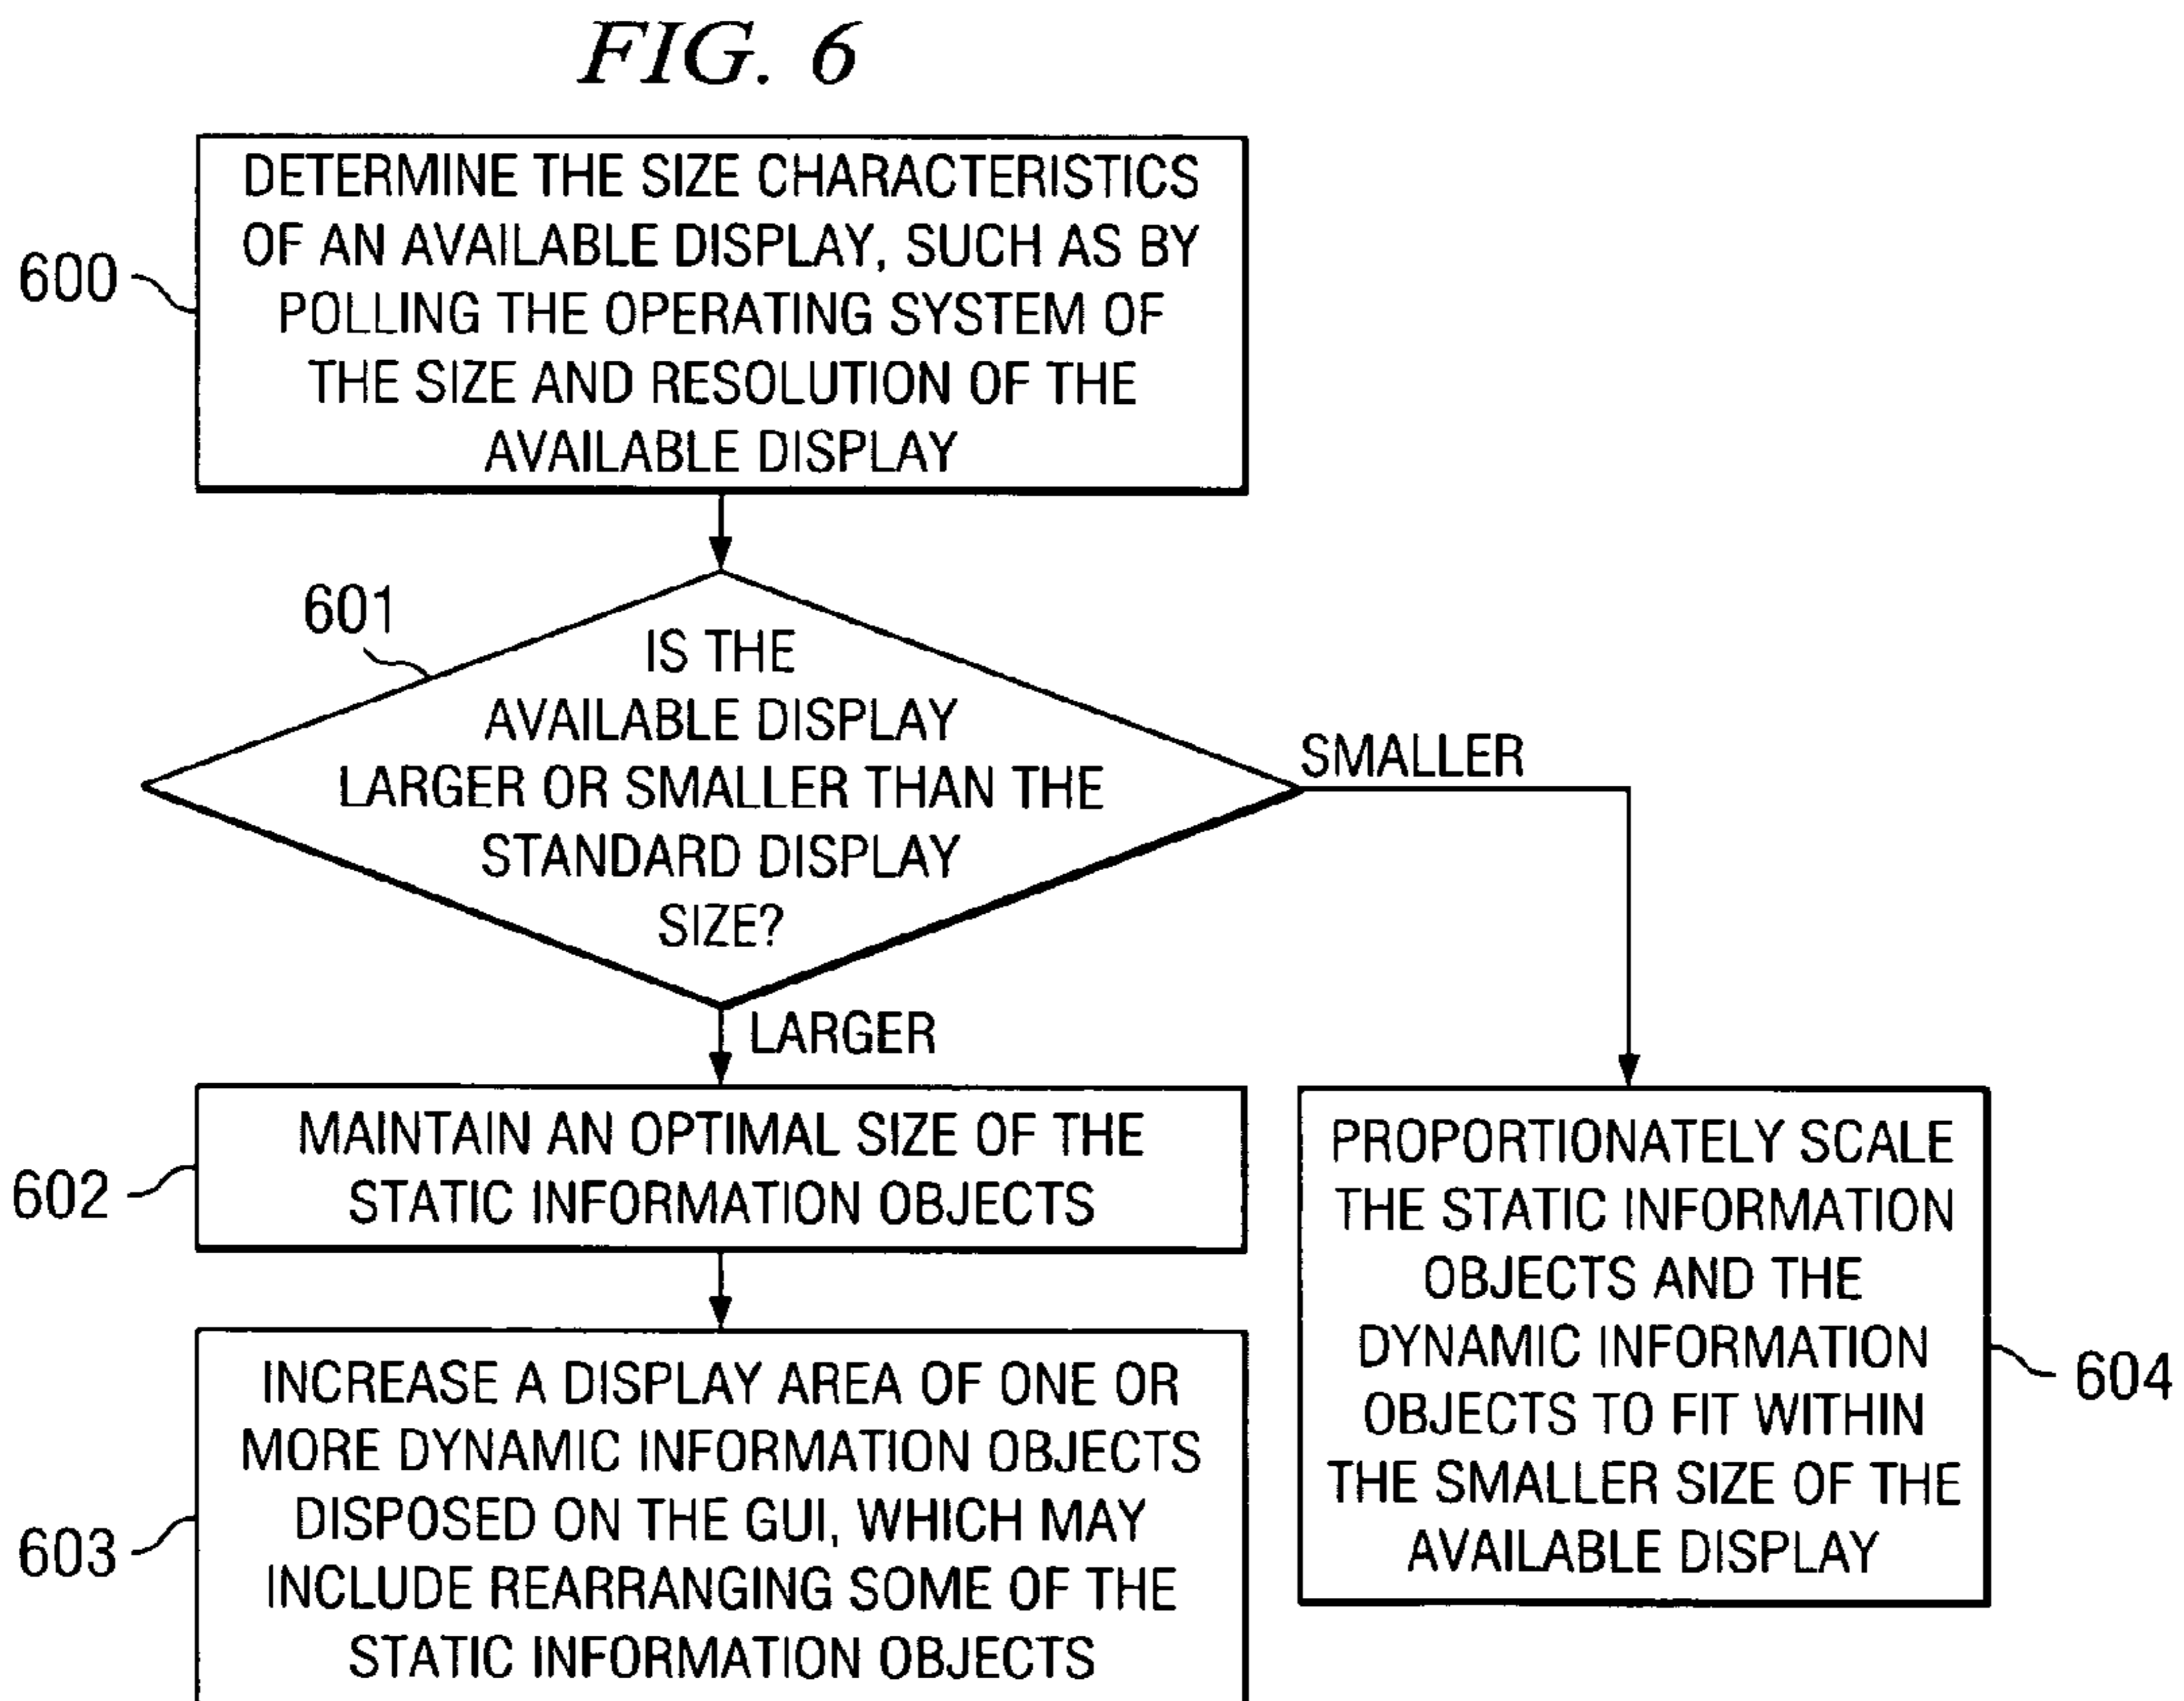 FIG. 6
DETERMINE THE SIZE CHARACTERISTICS
OF AN AVAILABLE DISPLAY, SUCH AS BY
POLLING THE OPERATING SYSTEM OF
THE SIZE AND RESOLUTION OF THE
AVAILABLE DISPLAY
600
601
IS THE
AVAILABLE DISPLAY
LARGER OR SMALLER THAN THE
STANDARD DISPLAY
SIZE?
SMALLER
LARGER
MAINTAIN AN OPTIMAL SIZE OF THE
STATIC INFORMATION OBJECTS
602
INCREASE A DISPLAY AREA OF ONE OR
MORE DYNAMIC INFORMATION OBJECTS
DISPOSED ON THE GUI, WHICH MAY
INCLUDE REARRANGING SOME OF THE
STATIC INFORMATION OBJECTS
603
PROPORTIONATELY SCALE
THE STATIC INFORMATION
OBJECTS AND THE
DYNAMIC INFORMATION
OBJECTS TO FIT WITHIN
THE SMALLER SIZE OF THE
AVAILABLE DISPLAY
604